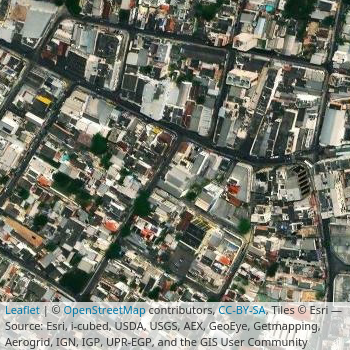 Leaflet | © OpenStreetMap contributors, CC-BY-SA, Tiles © Esri —
Source: Esri, i-cubed, USDA, USGS, AEX, GeoEye, Getmapping,
Aerogrid, IGN, IGP, UPR-EGP, and the GIS User Community